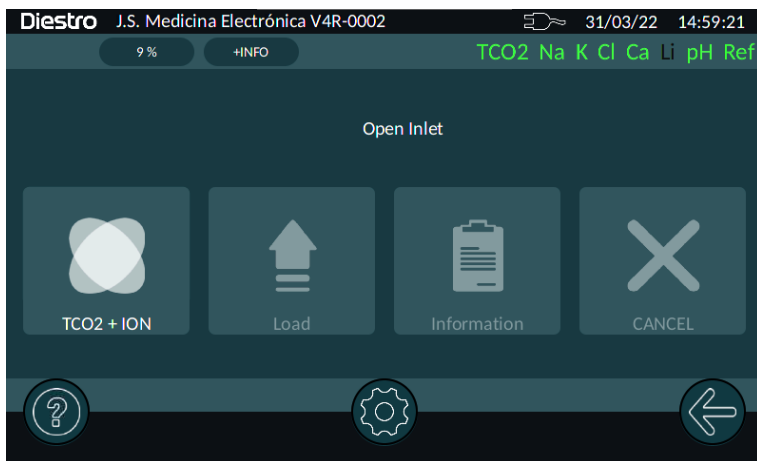 Diestro J.S. Medicina Electrónica V4R-0002 31/03/22 14:59:21
9 % +INFO TCO2 Na K Cl Ca Li pH Ref
Open Inlet
TCO2 + ION Load Information CANCEL
?